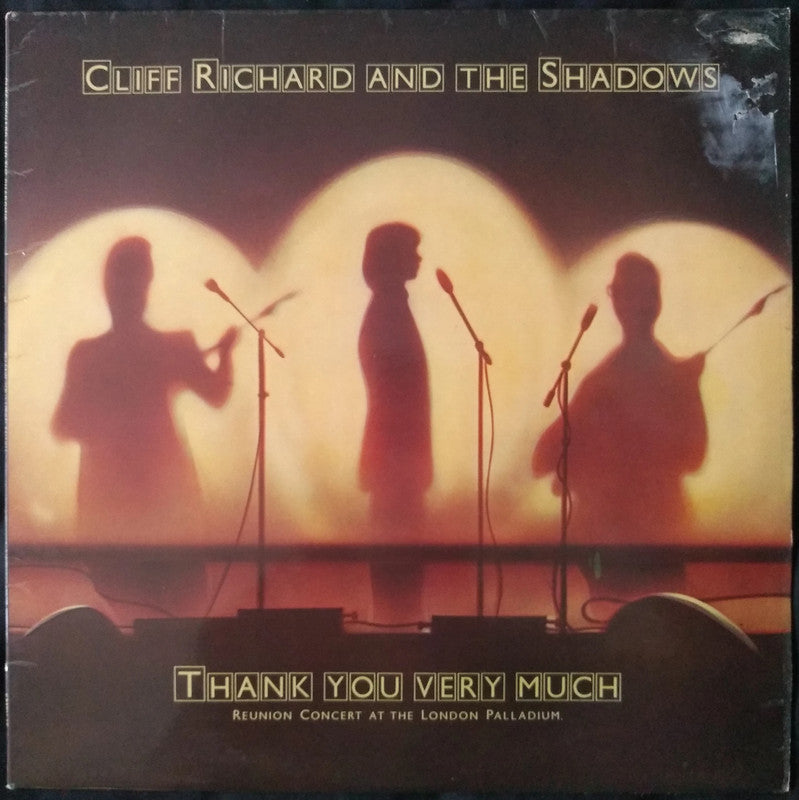 CLIFF RICHARD AND THE SHADOWS
THANK YOU VERY MUCH
REUNION CONCERT AT THE LONDON PALLADIUM.